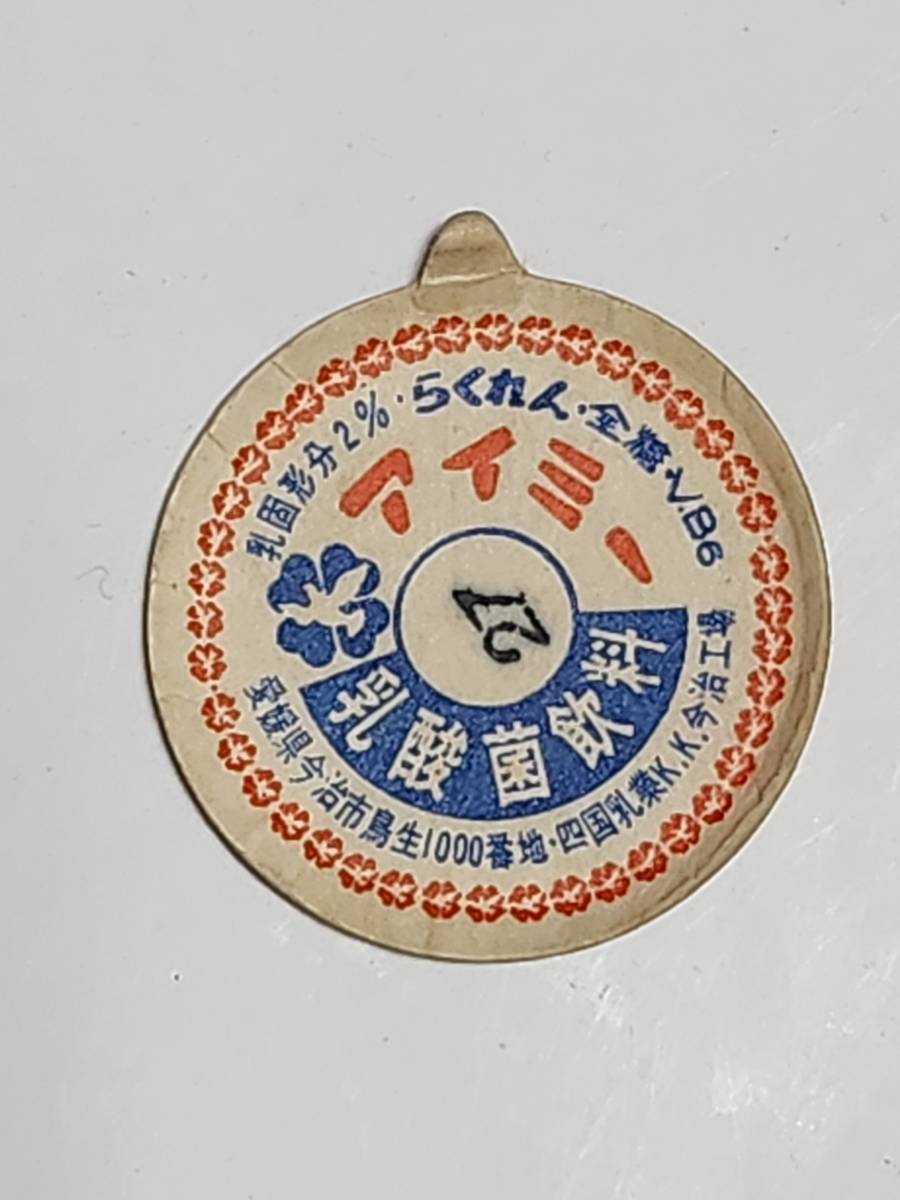 乳固形分2%・らくれん・全糖・V.B6
アイミー
21
乳酸菌飲料
愛媛県今治市鳥生1000番地・四国乳業K.K.今治工場